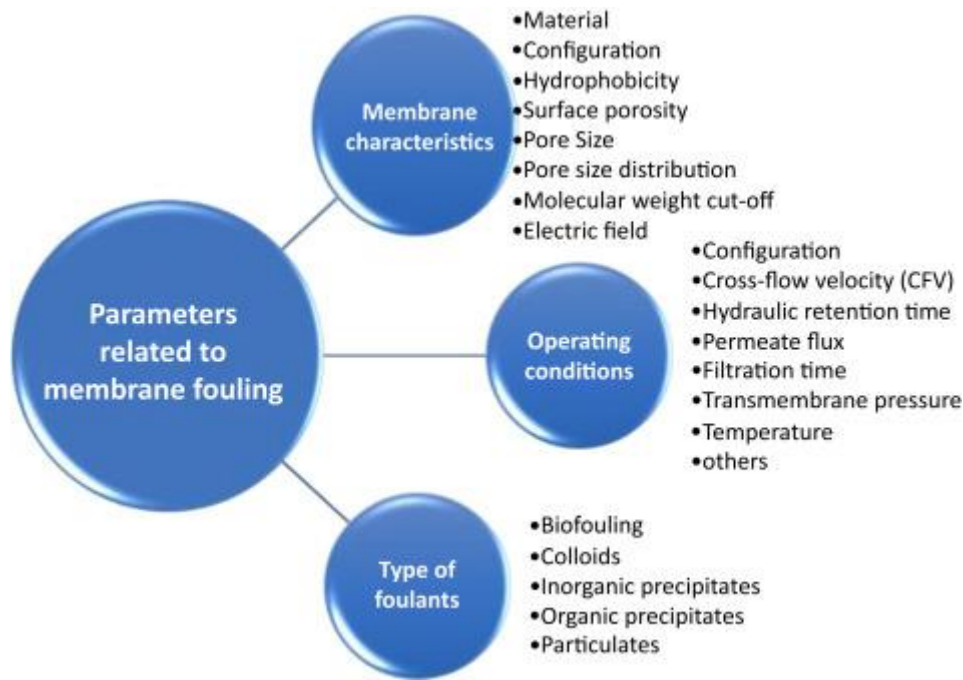 Parameters
related to
membrane fouling
Membrane
characteristics
•Material
•Configuration
•Hydrophobicity
•Surface porosity
•Pore Size
•Pore size distribution
•Molecular weight cut-off
•Electric field
Operating
conditions
•Configuration
•Cross-flow velocity (CFV)
•Hydraulic retention time
•Permeate flux
•Filtration time
•Transmembrane pressure
•Temperature
•others
Type of
foulants
•Biofouling
•Colloids
•Inorganic precipitates
•Organic precipitates
•Particulates